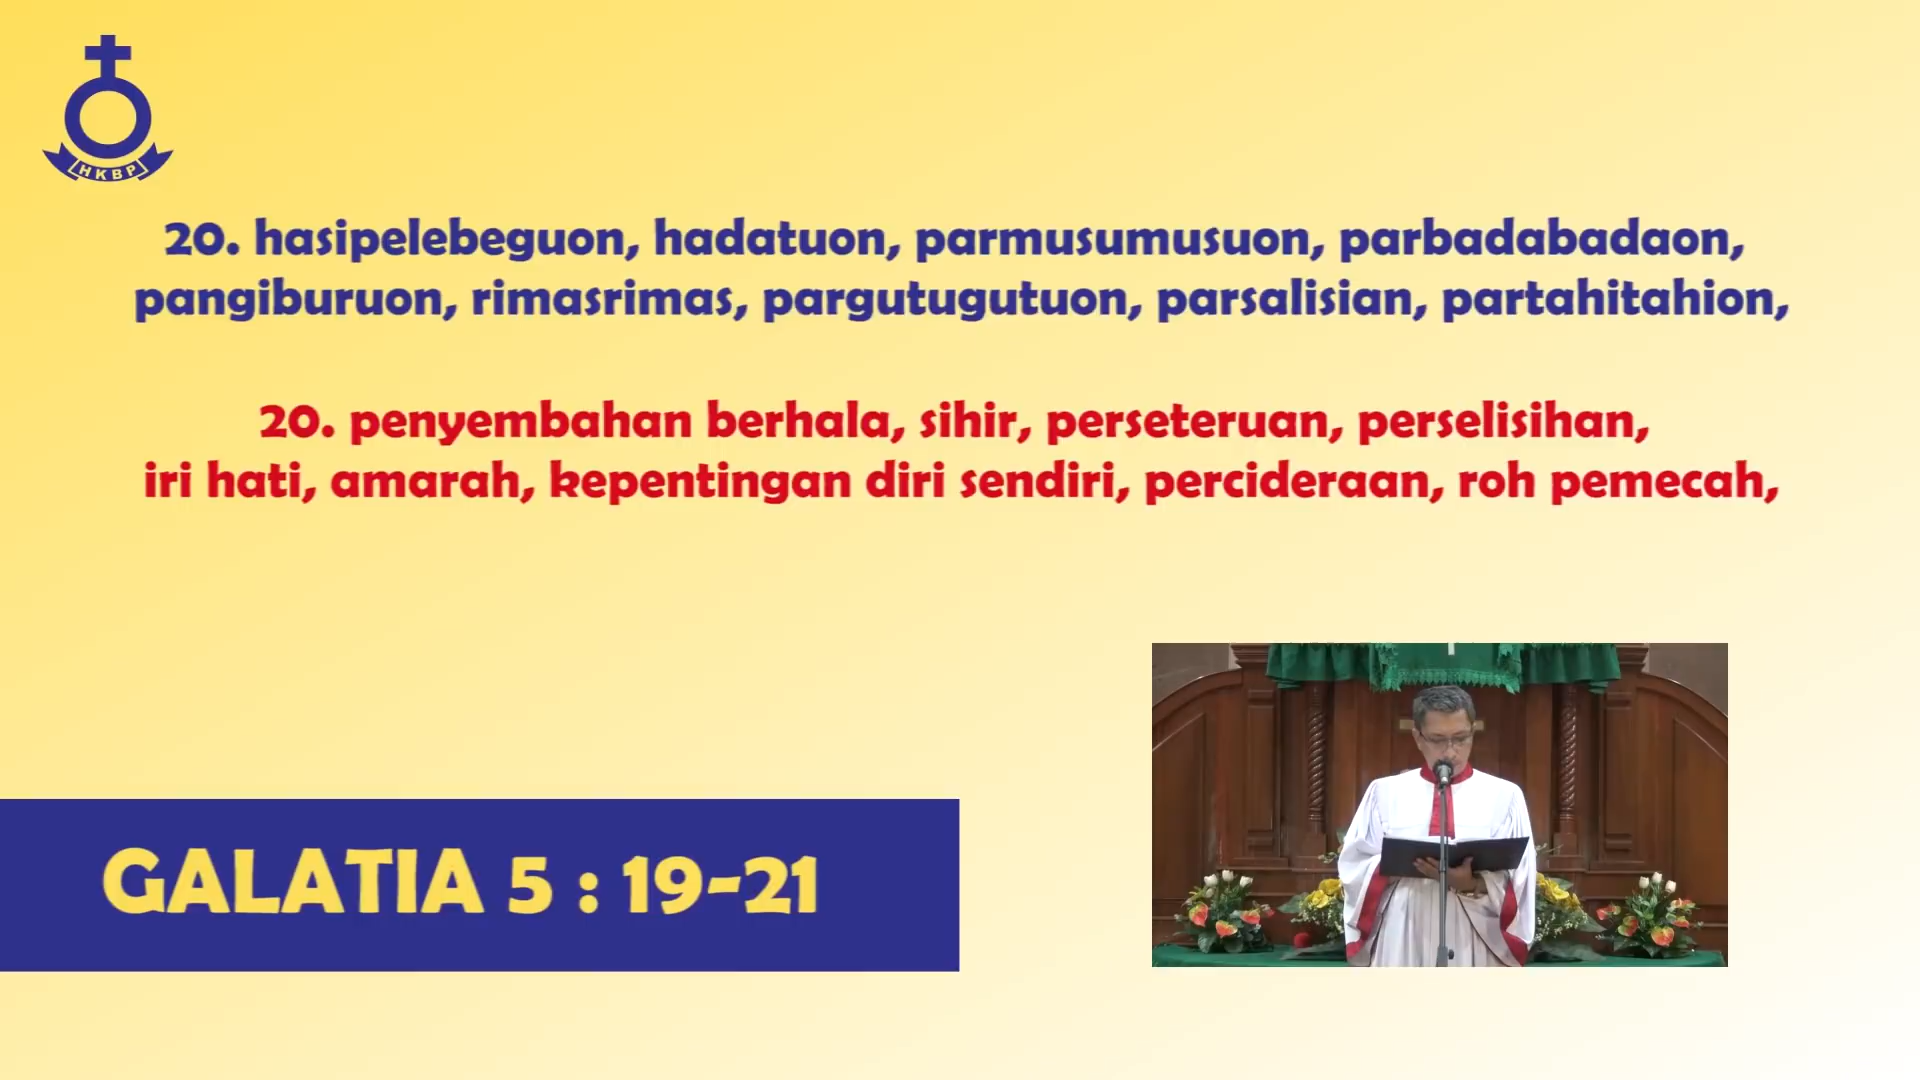 HKBP
20. hasipelebeguon, hadatuon, parmusumusuon, parbadabadaon,
pangiburuon, rimasrimas, pargutugutuon, parsalisian, partahitahion,
20. penyembahan berhala, sihir, perseteruan, perselisihan,
iri hati, amarah, kepentingan diri sendiri, percideraan, roh pemecah,
GALATIA 5 : 19-21